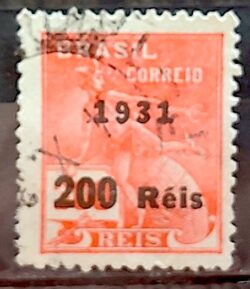 BRASIL
CORREIO
1931
200 Réis
REIS